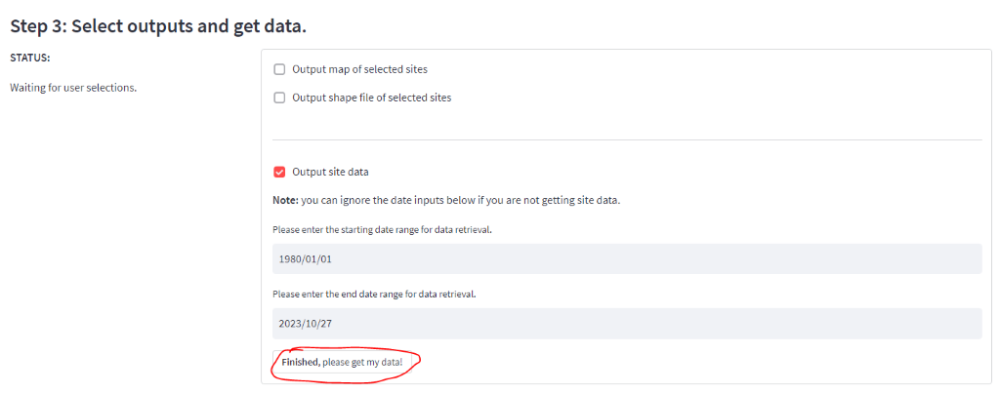 Step 3: Select outputs and get data.
STATUS:
Waiting for user selections.
Output map of selected sites
Output shape file of selected sites
Output site data
Note: you can ignore the date inputs below if you are not getting site data.
Please enter the starting date range for data retrieval.
1980/01/01
Please enter the end date range for data retrieval.
2023/10/27
Finished, please get my data!